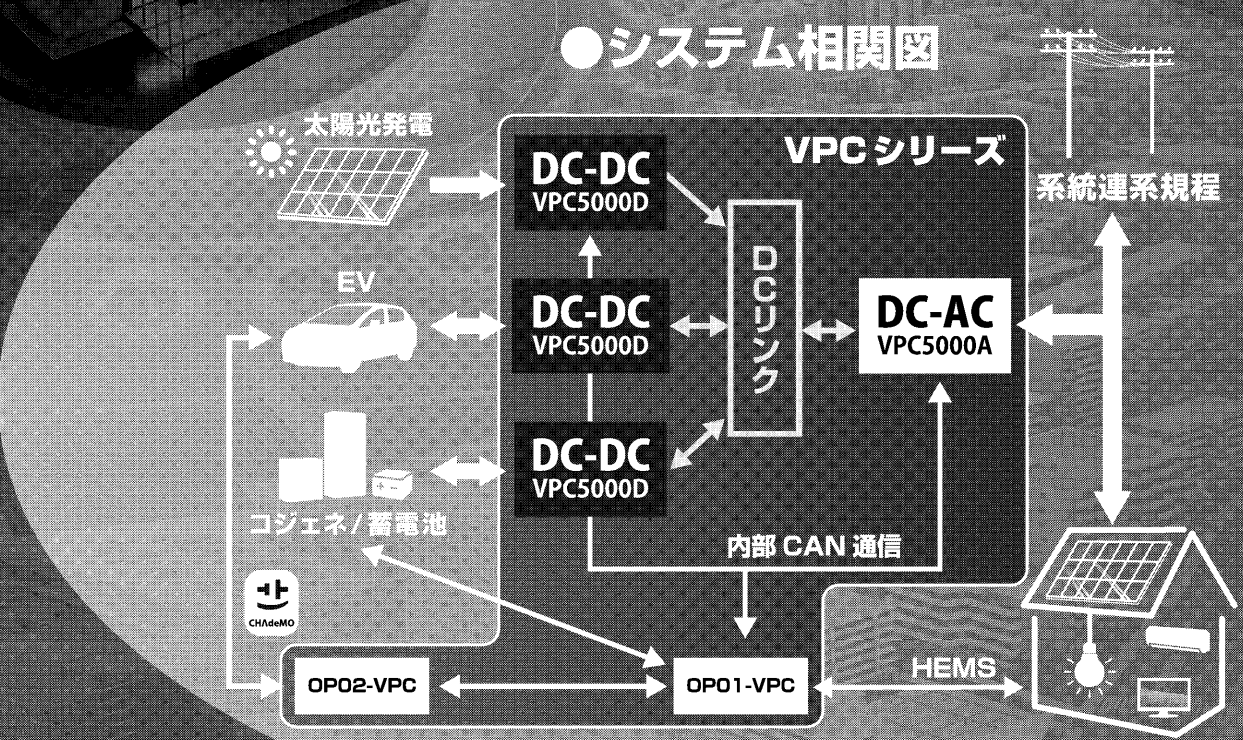 ●システム相関図
太陽光発電
VPCシリーズ
DC-DC
VPC5000D
系統連系規程
EV
DC-DC
VPC5000D
DCリンク
DC-AC
VPC5000A
DC-DC
VPC5000D
コジェネ/蓄電池
+ -
内部 CAN 通信
CHAdeMO
OP02-VPC
OP01-VPC
HEMS